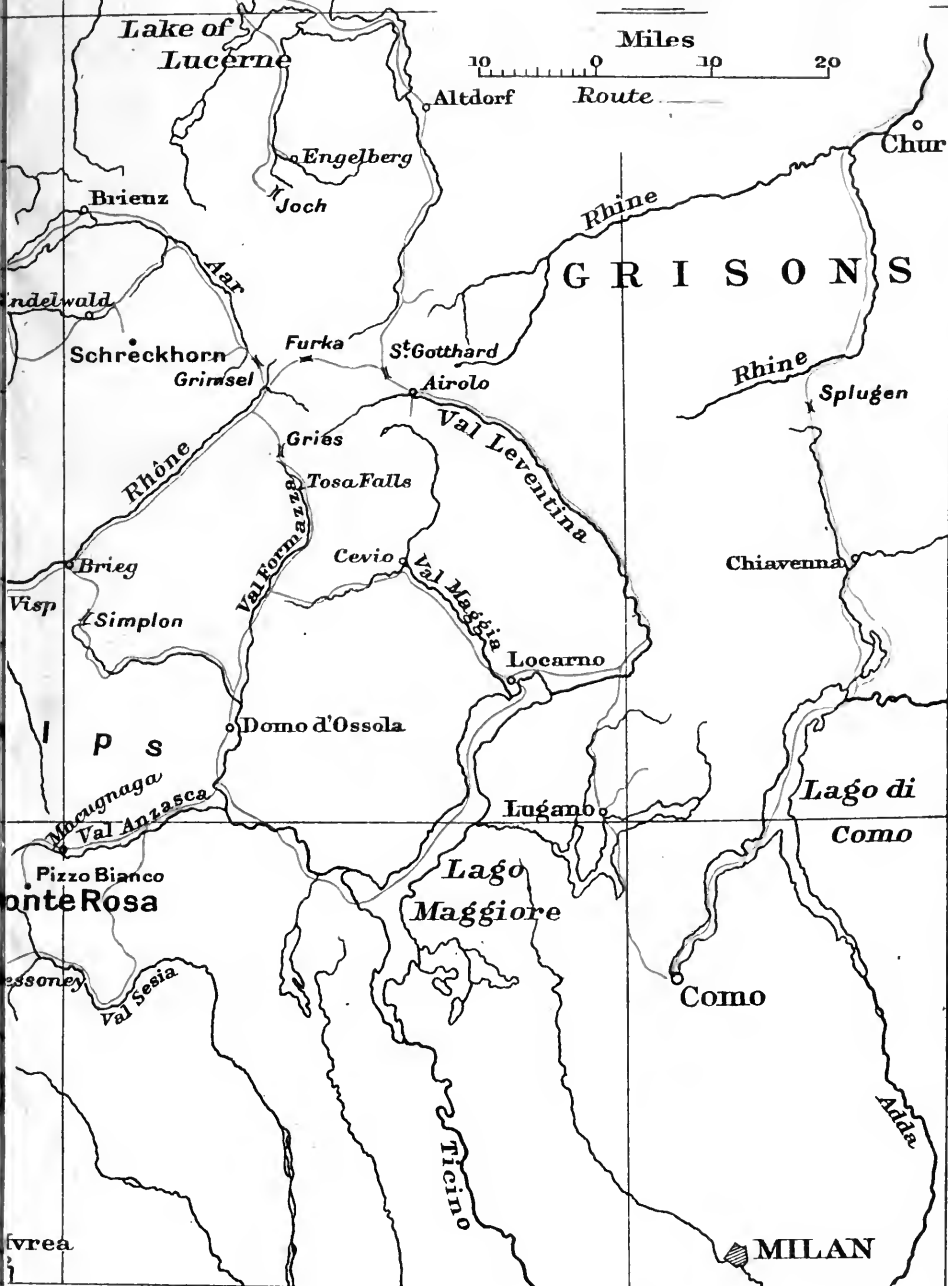 Lake of
Lucerne
Miles
10 0 10 20
Route
Altdorf
Chur
Engelberg
Joch
Brienz
Rhine
Aar
GRISONS
indelwald
Schreckhorn
Furka
St. Gotthard
Grimsel
Airolo
Rhine
Splugen
Gries
Val Leventina
Rhône
Tosa Falls
Val Formazza
Cevio
Val Maggia
Chiavenna
Brieg
Visp
Simplon
Locarno
Domo d'Ossola
l p s
Macugnaga
Val Anzasca
Lugano
Lago di
Como
Pizzo Bianco
onte Rosa
Lago
Maggiore
essoney
Val Sesia
Como
Adda
Ticino
Ivrea
MILAN